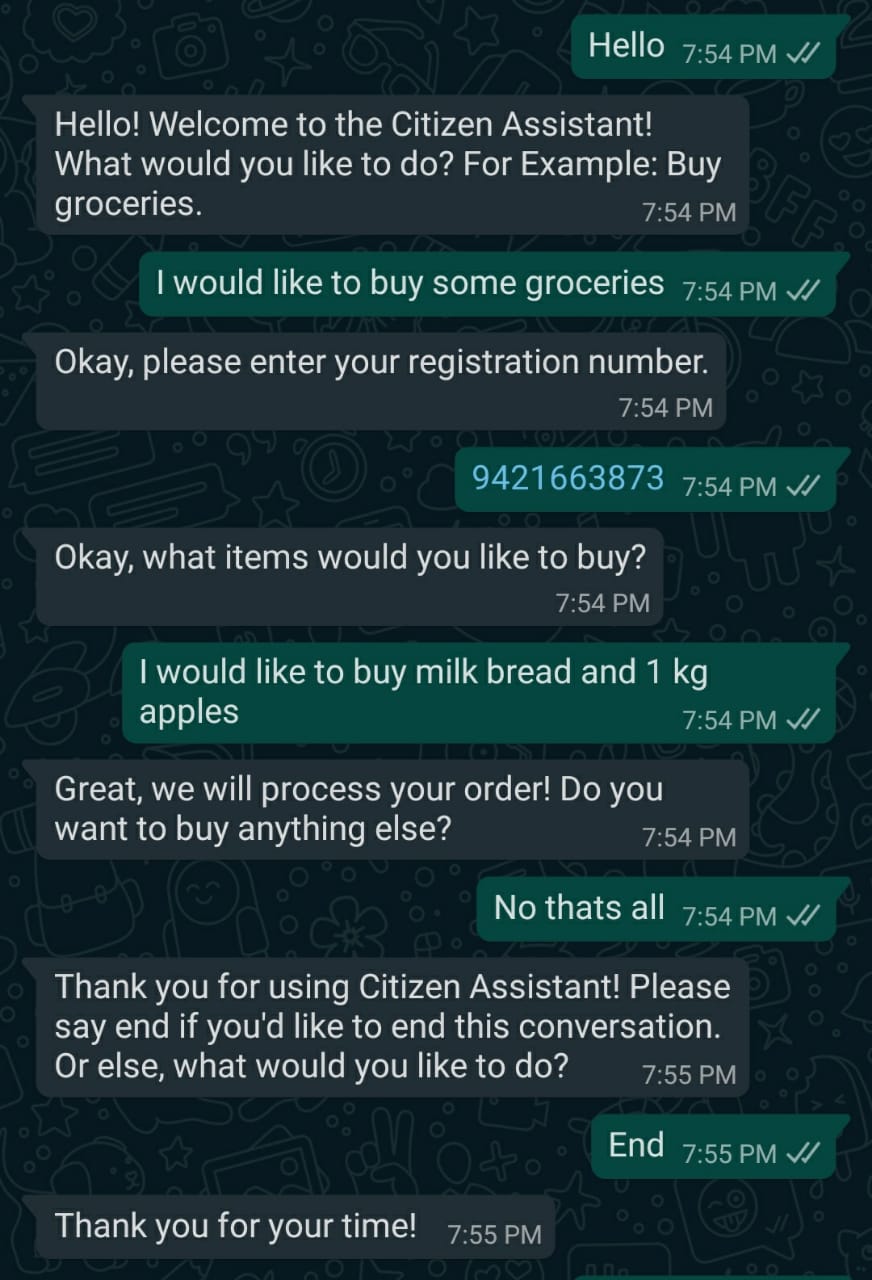 Hello 7:54 PM
Hello! Welcome to the Citizen Assistant!
What would you like to do? For Example: Buy
groceries.
7:54 PM
I would like to buy some groceries 7:54 PM
Okay, please enter your registration number.
7:54 PM
9421663873 7:54 PM
Okay, what items would you like to buy?
7:54 PM
I would like to buy milk bread and 1 kg
apples 7:54 PM
Great, we will process your order! Do you
want to buy anything else? 7:54 PM
No thats all 7:54 PM
Thank you for using Citizen Assistant! Please
say end if you'd like to end this conversation.
Or else, what would you like to do? 7:55 PM
End 7:55 PM
Thank you for your time! 7:55 PM